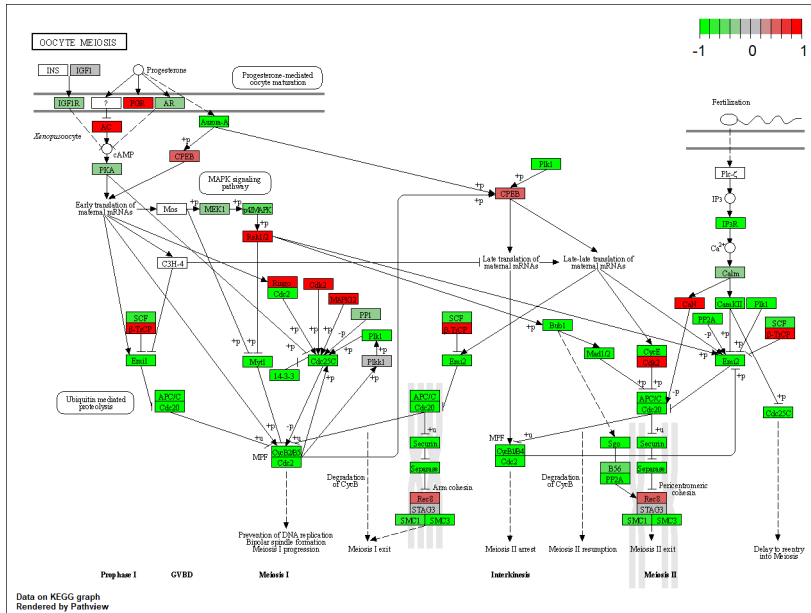 OOCYTE MEIOSIS
-1 0 1
INS
IGF1
Progesterone
Progesterone-mediated
oocyte maturation
IGF1R
?
PGR
AR
Fertilization
Xenopus oocyte
AC
Aurora-A
+p
cAMP
CPEB
PKA
MAPK signaling
pathway
Plk1
+p
+p
CPEB
+p
Plc-ζ
IP3
Early translation of
maternal mRNAs
+p
Mos
+p
MEK1
+p
p42MAPK
+p
Rsk1/2
IP3R
Ca2+
C3H-4
Late translation of
maternal mRNAs
Late-late translation of
maternal mRNAs
Calm
Ringo
Cdc2
Cdk2
MAPK12
PP1
SCF
β-TrCP
Emi1
+p
Myt1
+p
Cdc25C
-p
14-3-3
Plk1
+p
Plkk1
+p
SCF
β-TrCP
Emi2
+p
Bub1
+p
Mad1/2
CycE
Cdk2
+p
CaN
CamKII
Plk1
PP2A
-p
+p
SCF
β-TrCP
Emi2
+p
Cdc25C
Ubiquitin mediated
proteolysis
APC/C
Cdc20
+u
MPF
CycB2/B5
Cdc2
-p
+p
APC/C
Cdc20
+u
Securin
Separase
MPF
CycB1/B4
Cdc2
+u
APC/C
Cdc20
-p
+u
Sgo
B56
PP2A
Securin
Separase
Degradation
of CycB
Arm cohesin
Rec8
STAG3
SMC1
SMC3
Degradation
of CycB
Pericentromeric
cohesin
Rec8
STAG3
SMC1
SMC3
Prevention of DNA replication
Bipolar spindle formation
Meiosis I progression
Meiosis I exit
Meiosis II arrest
Meiosis II resumption
Meiosis II exit
Delay to reentry
into Meiosis
Prophase I
GVBD
Meiosis I
Interkinesis
Meiosis II
Data on KEGG graph
Rendered by Pathview